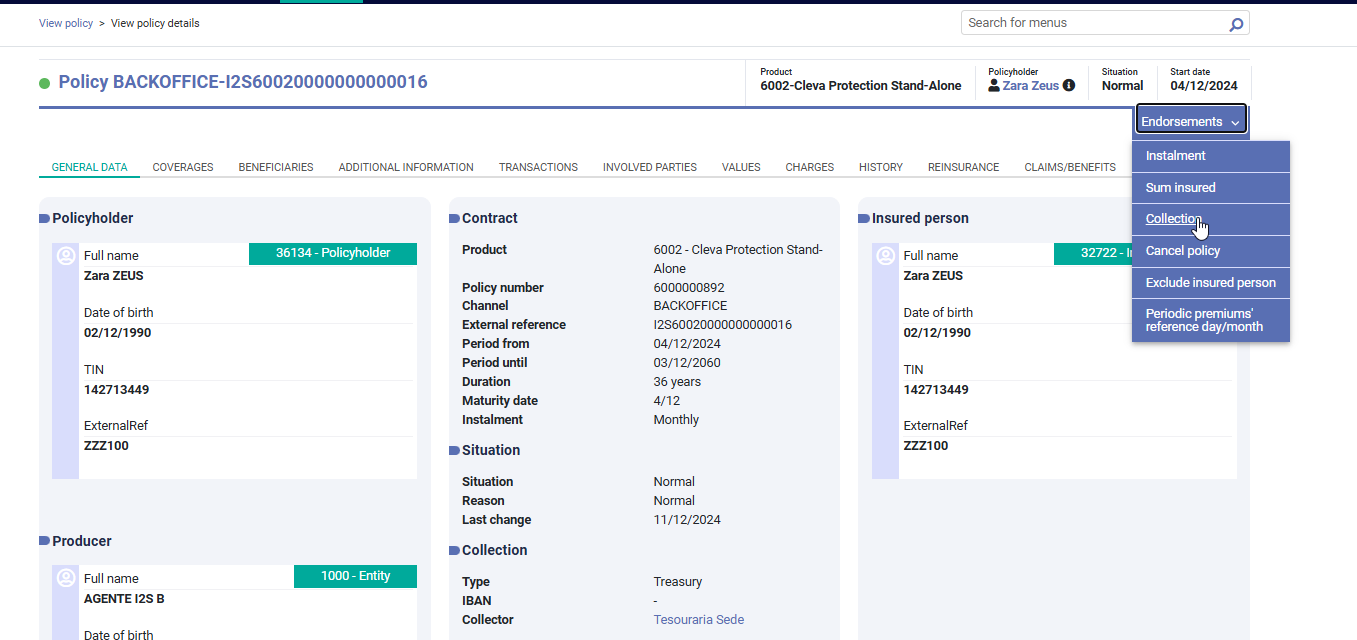 View policy > View policy details
Search for menus
Policy BACKOFFICE-I2S60020000000000016
Product
6002-Cleva Protection Stand-Alone
Policyholder
Zara Zeus
Situation
Normal
Start date
04/12/2024
Endorsements
Instalment
Sum insured
Collection
Cancel policy
Exclude insured person
Periodic premiums'
reference day/month
GENERAL DATA COVERAGES BENEFICIARIES ADDITIONAL INFORMATION TRANSACTIONS INVOLVED PARTIES VALUES CHARGES HISTORY REINSURANCE CLAIMS/BENEFITS
Policyholder
Full name
36134 - Policyholder
Zara ZEUS
Date of birth
02/12/1990
TIN
142713449
ExternalRef
ZZZ100
Producer
Full name
1000 - Entity
AGENTE I2S B
Date of birth
Contract
Product 6002 - Cleva Protection Stand-
Alone
Policy number 6000000892
Channel BACKOFFICE
External reference I2S60020000000000016
Period from 04/12/2024
Period until 03/12/2060
Duration 36 years
Maturity date 4/12
Instalment Monthly
Situation
Situation Normal
Reason Normal
Last change 11/12/2024
Collection
Type Treasury
IBAN -
Collector Tesouraria Sede
Insured person
Full name
32722 -
Zara ZEUS
Date of birth
02/12/1990
TIN
142713449
ExternalRef
ZZZ100